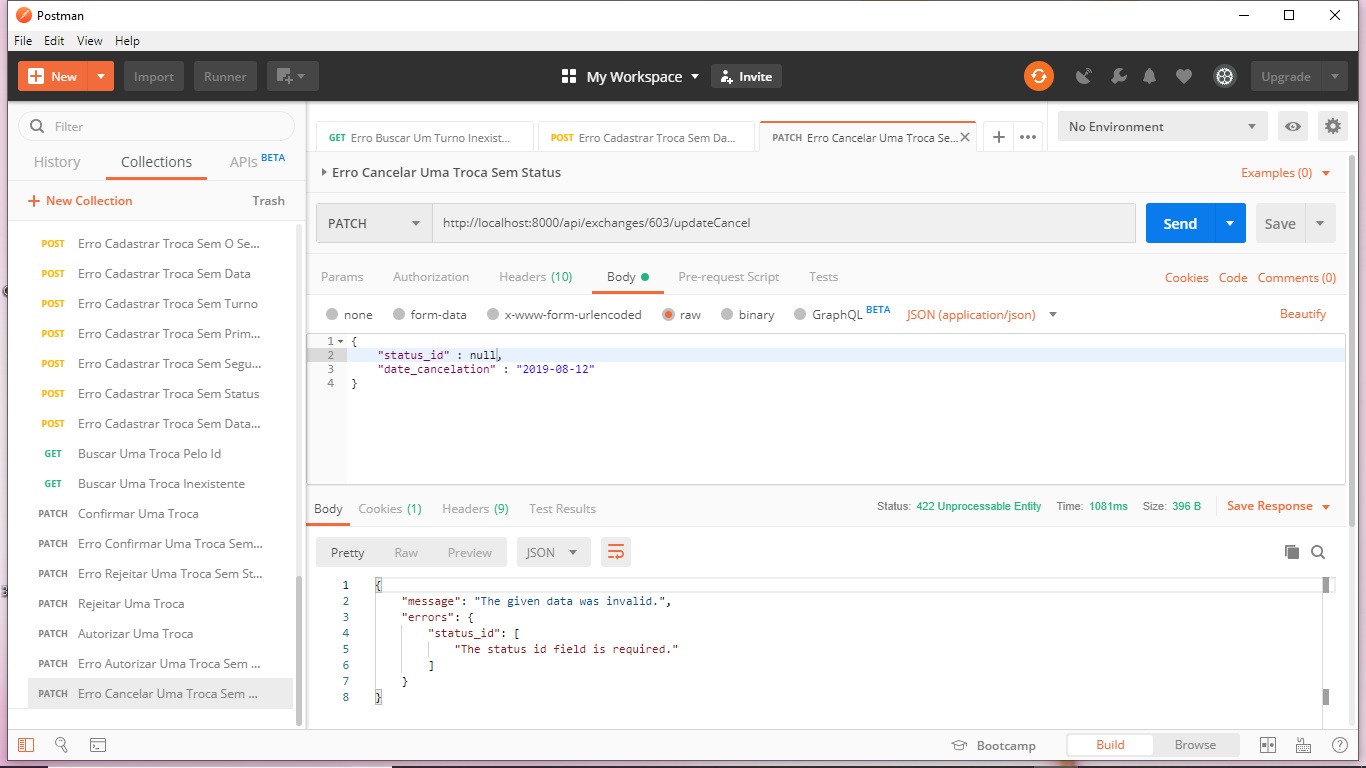 Postman
File Edit View Help
New Import Runner My Workspace Invite Upgrade
Filter
History Collections APIs BETA
New Collection Trash
POST Erro Cadastrar Troca Sem O Se...
POST Erro Cadastrar Troca Sem Data
POST Erro Cadastrar Troca Sem Turno
POST Erro Cadastrar Troca Sem Prim...
POST Erro Cadastrar Troca Sem Segu...
POST Erro Cadastrar Troca Sem Status
POST Erro Cadastrar Troca Sem Data...
GET Buscar Uma Troca Pelo Id
GET Buscar Uma Troca Inexistente
PATCH Confirmar Uma Troca
PATCH Erro Confirmar Uma Troca Sem...
PATCH Erro Rejeitar Uma Troca Sem St...
PATCH Rejeitar Uma Troca
PATCH Autorizar Uma Troca
PATCH Erro Autorizar Uma Troca Sem ...
PATCH Erro Cancelar Uma Troca Sem ...
GET Erro Buscar Um Turno Inexist... POST Erro Cadastrar Troca Sem Da... PATCH Erro Cancelar Uma Troca Se... No Environment
Erro Cancelar Uma Troca Sem Status Examples (0)
PATCH http://localhost:8000/api/exchanges/603/updateCancel Send Save
Params Authorization Headers (10) Body Pre-request Script Tests Cookies Code Comments (0)
none form-data x-www-form-urlencoded raw binary GraphQL BETA JSON (application/json) Beautify
1 {
2 "status_id" : null,
3 "date_cancelation" : "2019-08-12"
4 }
Body Cookies (1) Headers (9) Test Results Status: 422 Unprocessable Entity Time: 1081ms Size: 396 B Save Response
Pretty Raw Preview JSON
1 {
2 "message": "The given data was invalid.",
3 "errors": {
4 "status_id": [
5 "The status id field is required."
6 ]
7 }
8 }
Bootcamp Build Browse